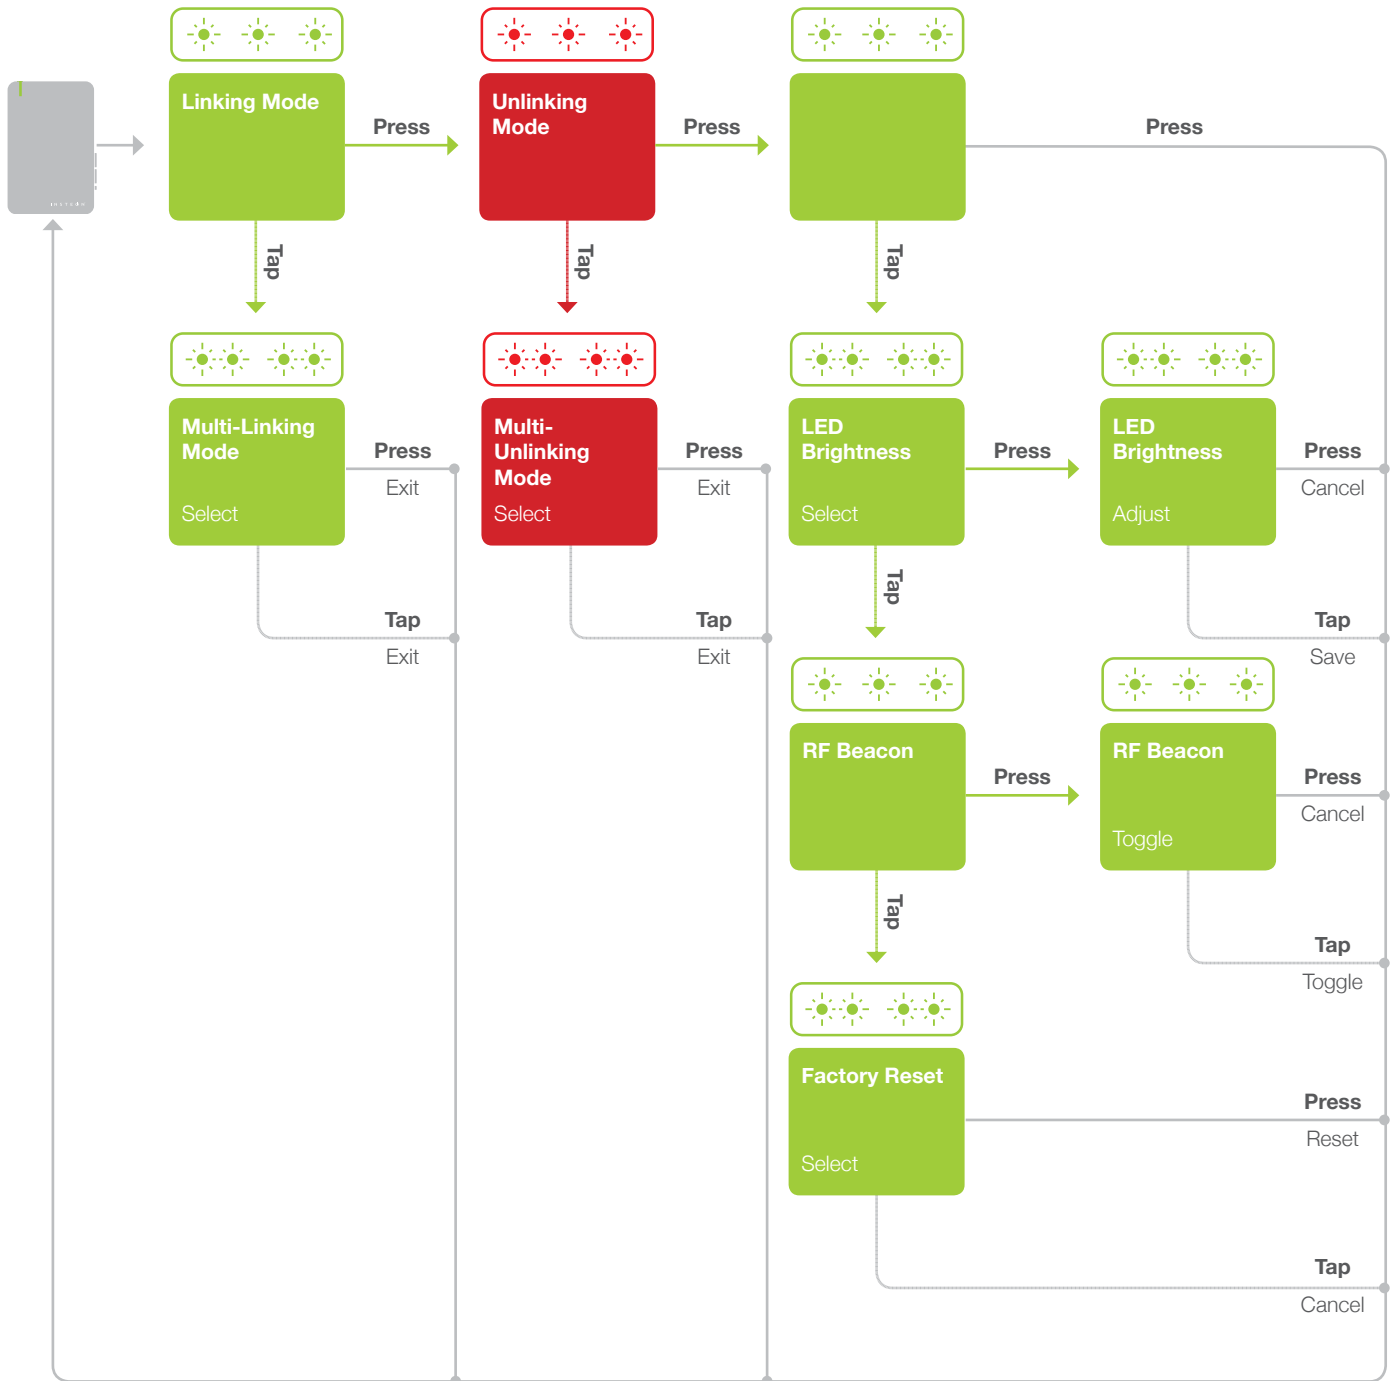 Linking Mode
Press
Unlinking
Mode
Press
Press
Tap
Tap
Tap
Multi-Linking
Mode
Select
Press
Exit
Tap
Exit
Multi-
Unlinking
Mode
Select
Press
Exit
Tap
Exit
LED
Brightness
Select
Press
LED
Brightness
Adjust
Press
Cancel
Tap
Tap
Save
RF Beacon
Press
RF Beacon
Toggle
Press
Cancel
Tap
Tap
Toggle
Factory Reset
Select
Press
Reset
Tap
Cancel